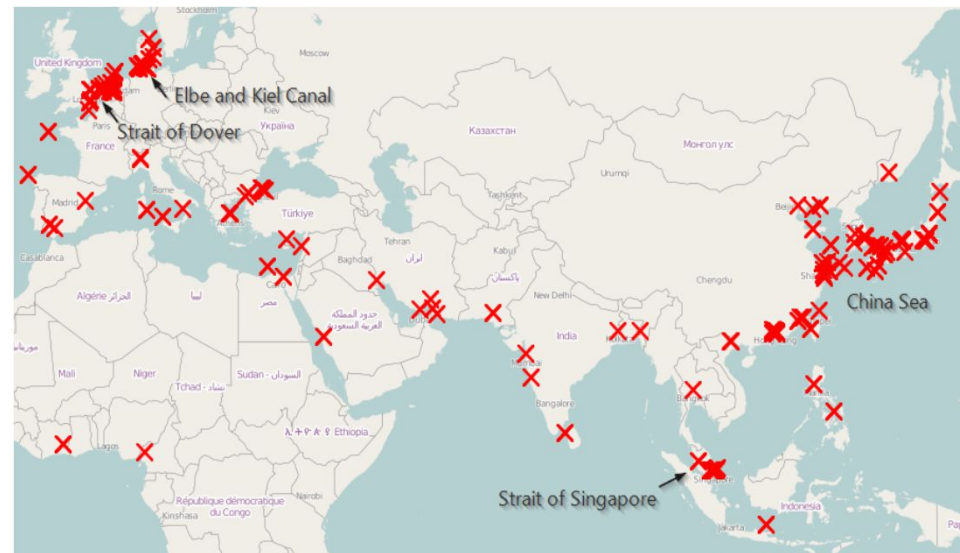 Stockholm
Moscow
United Kingdom
Elbe and Kiel Canal
Kiev
Strait of Dover
Україна
Paris
France
Казахстан
Монгол улс
Urumqi
Rome
Madrid
Tashkent
Türkiye
Casablanca
Tehran
Kabul
Baghdad
ایران
Chengdu
پاکستان
New Delhi
China Sea
Algérie الجزائر
ليبيا
Cairo
مصر
حدود المملكة
العربية السعودية
India
Mumbai
Mali
Niger
Tchad - تشاد
Sudan - السودان
Bangalore
Bangkok
Lagos
ኢትዮጵያ Ethiopia
Strait of Singapore
Singapore
République démocratique
du Congo
Nairobi
Kinshasa
Indonesia
Jakarta